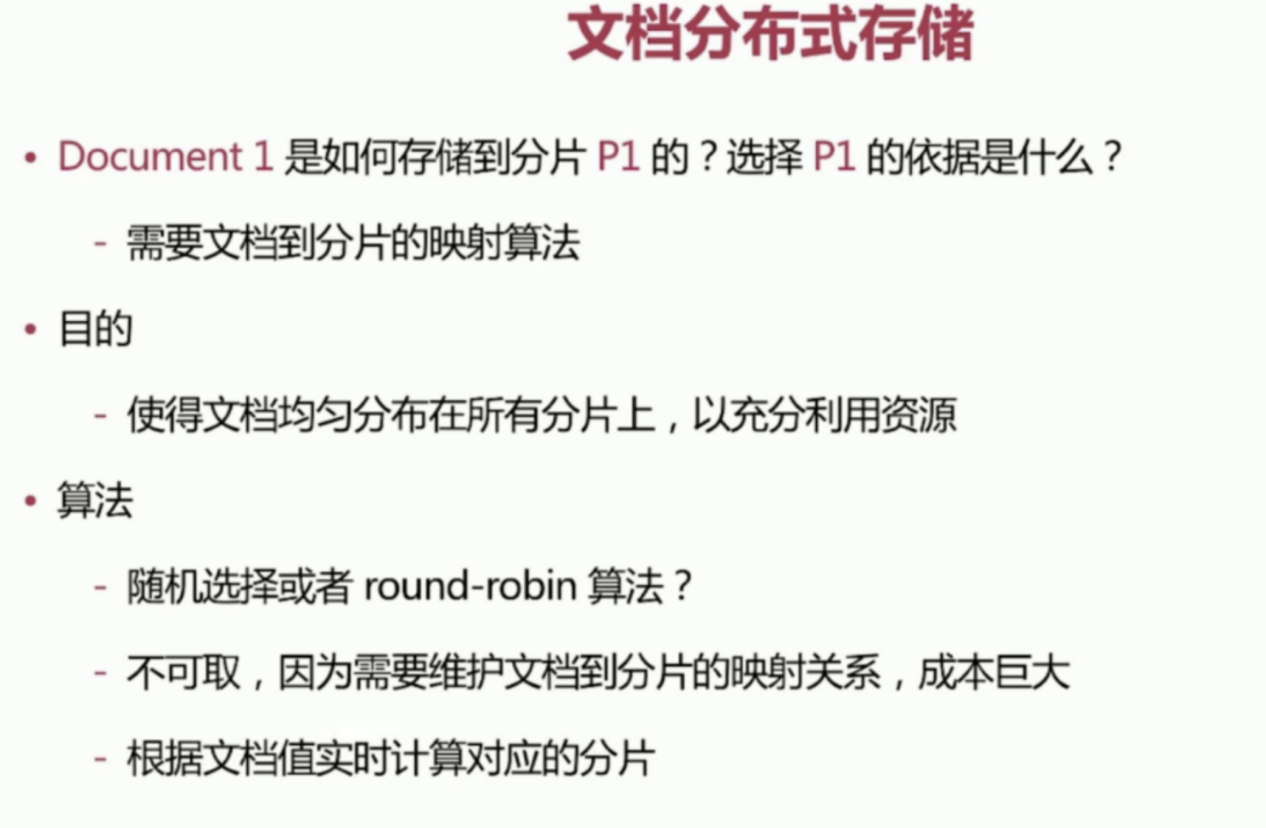 文档分布式存储
• Document 1 是如何存储到分片 P1 的？选择 P1 的依据是什么？
- 需要文档到分片的映射算法
• 目的
- 使得文档均匀分布在所有分片上，以充分利用资源
• 算法
- 随机选择或者 round-robin 算法？
- 不可取，因为需要维护文档到分片的映射关系，成本巨大
- 根据文档值实时计算对应的分片